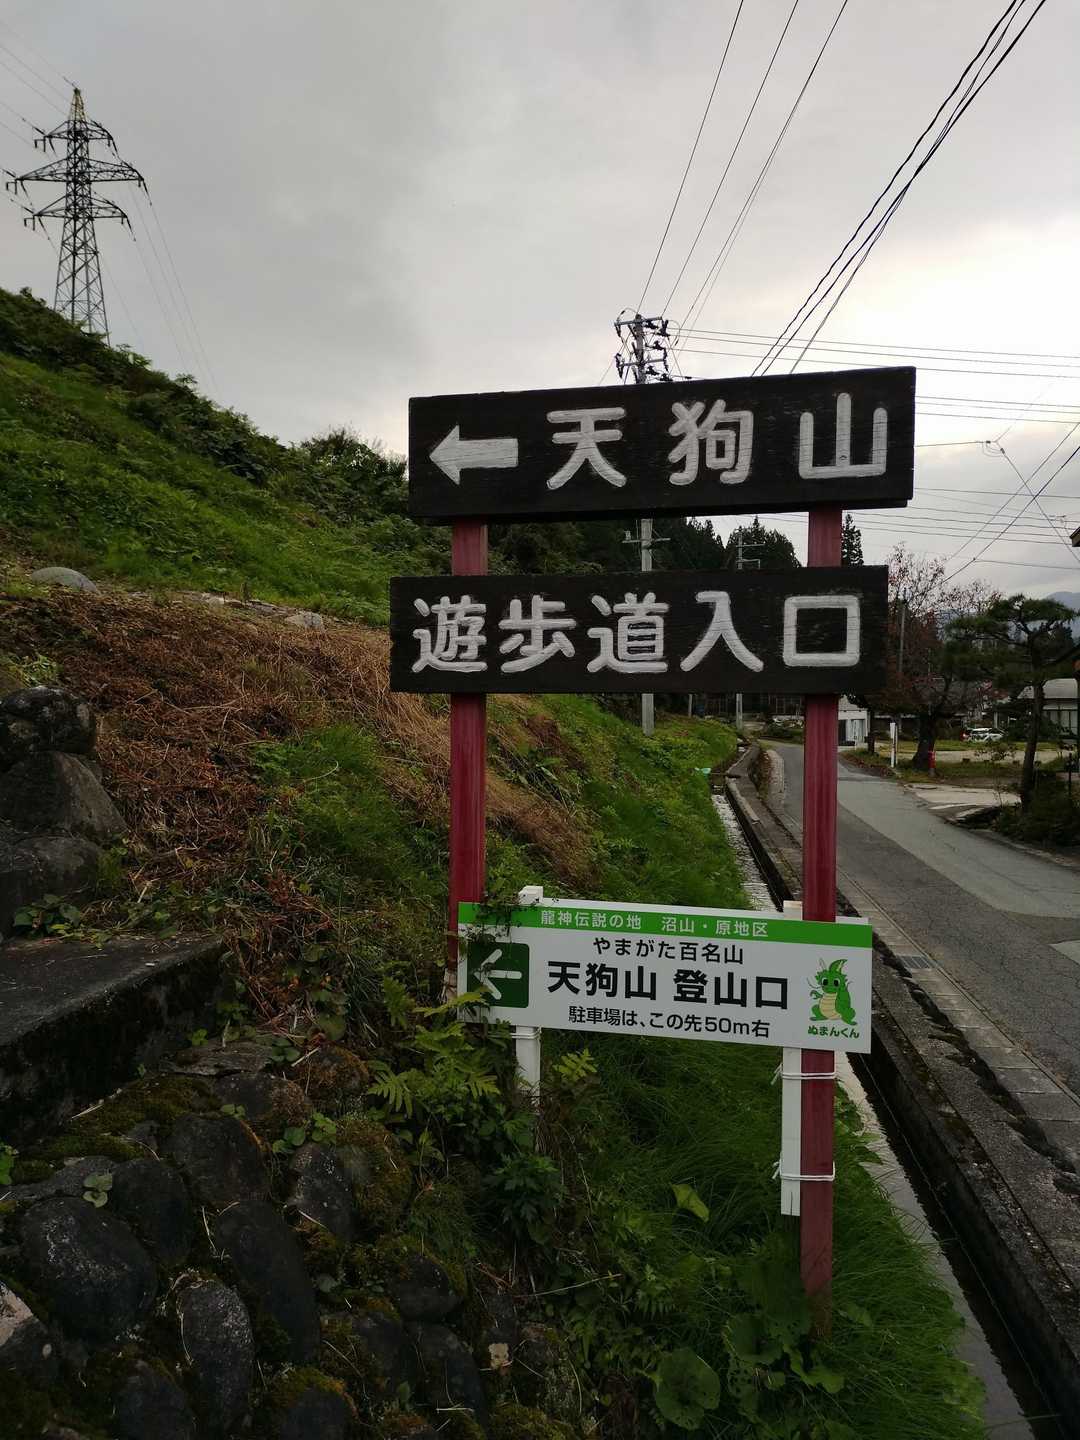 ← 天狗山
遊歩道入口
龍神伝説の地 沼山・原地区
やまがた百名山
天狗山 登山口
駐車場は、この先50m右
ぬまんくん